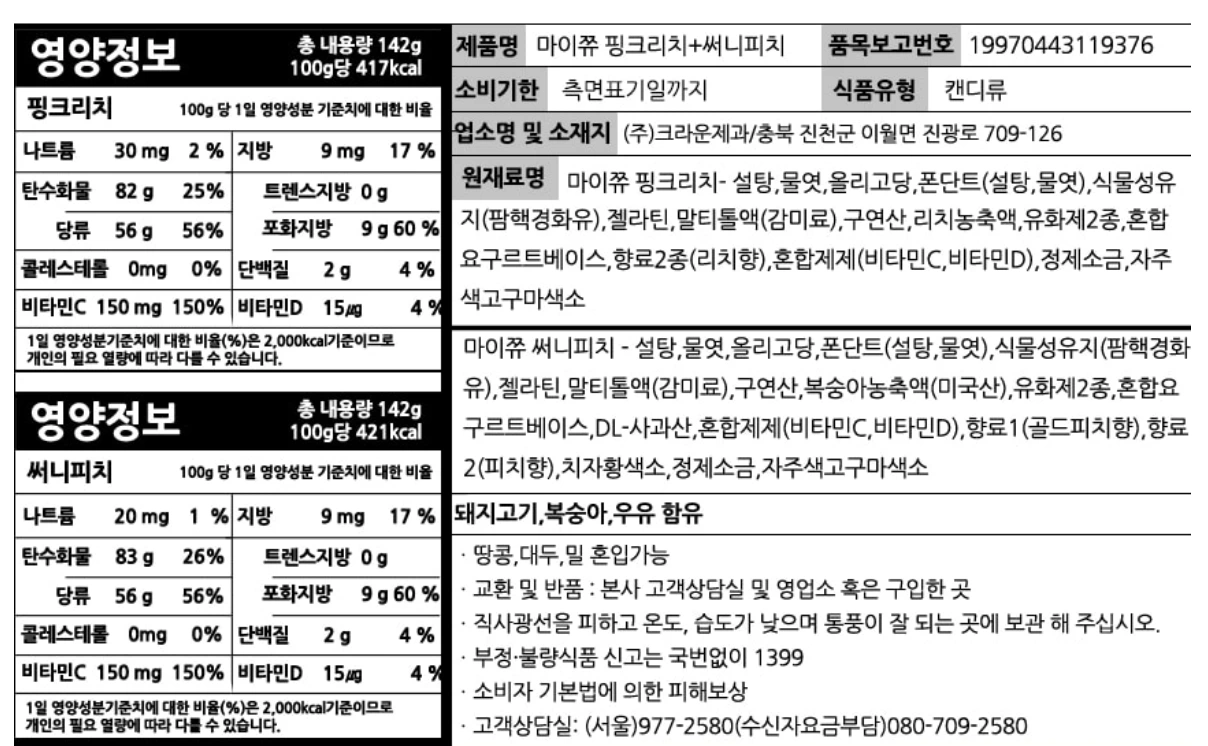 영양정보
총 내용량 142g
100g당 417kcal
핑크리치 100g 당 1일 영양성분 기준치에 대한 비율
나트륨 30 mg 2 % 지방 9 mg 17 %
탄수화물 82 g 25% 트렌스지방 0 g
당류 56 g 56% 포화지방 9 g 60 %
콜레스테롤 0mg 0% 단백질 2 g 4 %
비타민C 150 mg 150% 비타민D 15㎍ 4 %
1일 영양성분기준치에 대한 비율(%)은 2,000kcal기준이므로
개인의 필요 열량에 따라 다를 수 있습니다.
영양정보
총 내용량 142g
100g당 421kcal
써니피치 100g 당 1일 영양성분 기준치에 대한 비율
나트륨 20 mg 1 % 지방 9 mg 17 %
탄수화물 83 g 26% 트렌스지방 0 g
당류 56 g 56% 포화지방 9 g 60 %
콜레스테롤 0mg 0% 단백질 2 g 4 %
비타민C 150 mg 150% 비타민D 15㎍ 4 %
1일 영양성분기준치에 대한 비율(%)은 2,000kcal기준이므로
개인의 필요 열량에 따라 다를 수 있습니다.
제품명 마이쮸 핑크리치+써니피치 품목보고번호 19970443119376
소비기한 측면표기일까지 식품유형 캔디류
업소명 및 소재지 (주)크라운제과/충북 진천군 이월면 진광로 709-126
원재료명 마이쮸 핑크리치- 설탕,물엿,올리고당,폰단트(설탕,물엿),식물성유
지(팜핵경화유),젤라틴,말티톨액(감미료),구연산,리치농축액,유화제2종,혼합
요구르트베이스,향료2종(리치향),혼합제제(비타민C,비타민D),정제소금,자주
색고구마색소
마이쮸 써니피치 - 설탕,물엿,올리고당,폰단트(설탕,물엿),식물성유지(팜핵경화
유),젤라틴,말티톨액(감미료),구연산,복숭아농축액(미국산),유화제2종,혼합요
구르트베이스,DL-사과산,혼합제제(비타민C,비타민D),향료1(골드피치향),향료
2(피치향),치자황색소,정제소금,자주색고구마색소
돼지고기,복숭아,우유 함유
· 땅콩,대두,밀 혼입가능
· 교환 및 반품 : 본사 고객상담실 및 영업소 혹은 구입한 곳
· 직사광선을 피하고 온도, 습도가 낮으며 통풍이 잘 되는 곳에 보관 해 주십시오.
· 부정·불량식품 신고는 국번없이 1399
· 소비자 기본법에 의한 피해보상
· 고객상담실: (서울)977-2580(수신자요금부담)080-709-2580